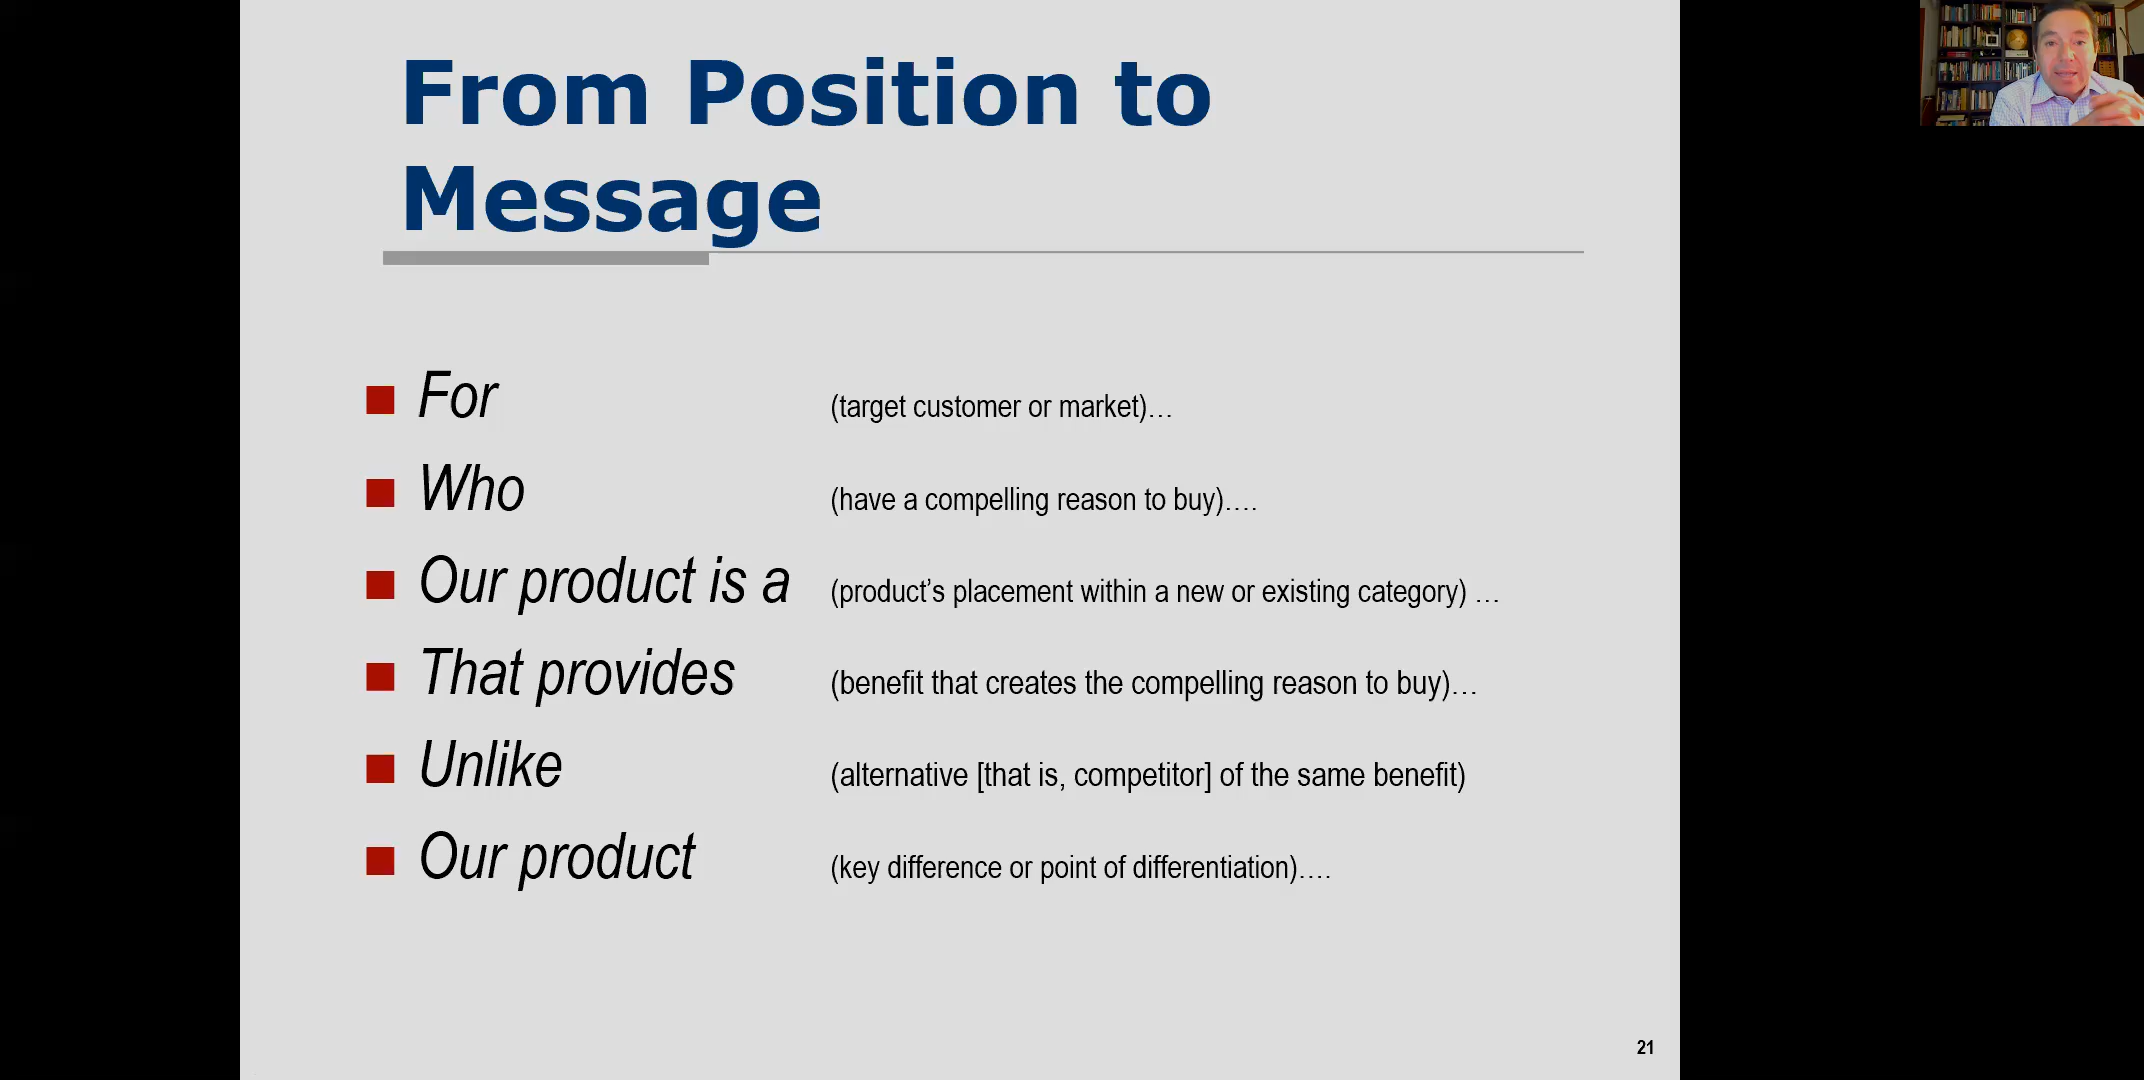 From Position to
Message
For (target customer or market)…
Who (have a compelling reason to buy)….
Our product is a (product’s placement within a new or existing category) …
That provides (benefit that creates the compelling reason to buy)…
Unlike (alternative [that is, competitor] of the same benefit)
Our product (key difference or point of differentiation)….
21